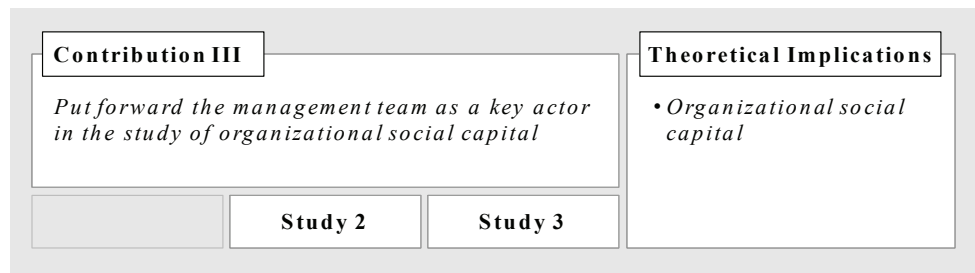 Contribution III
Put forward the management team as a key actor
in the study of organizational social capital
Study 2
Study 3
Theoretical Implications
• Organizational social
capital